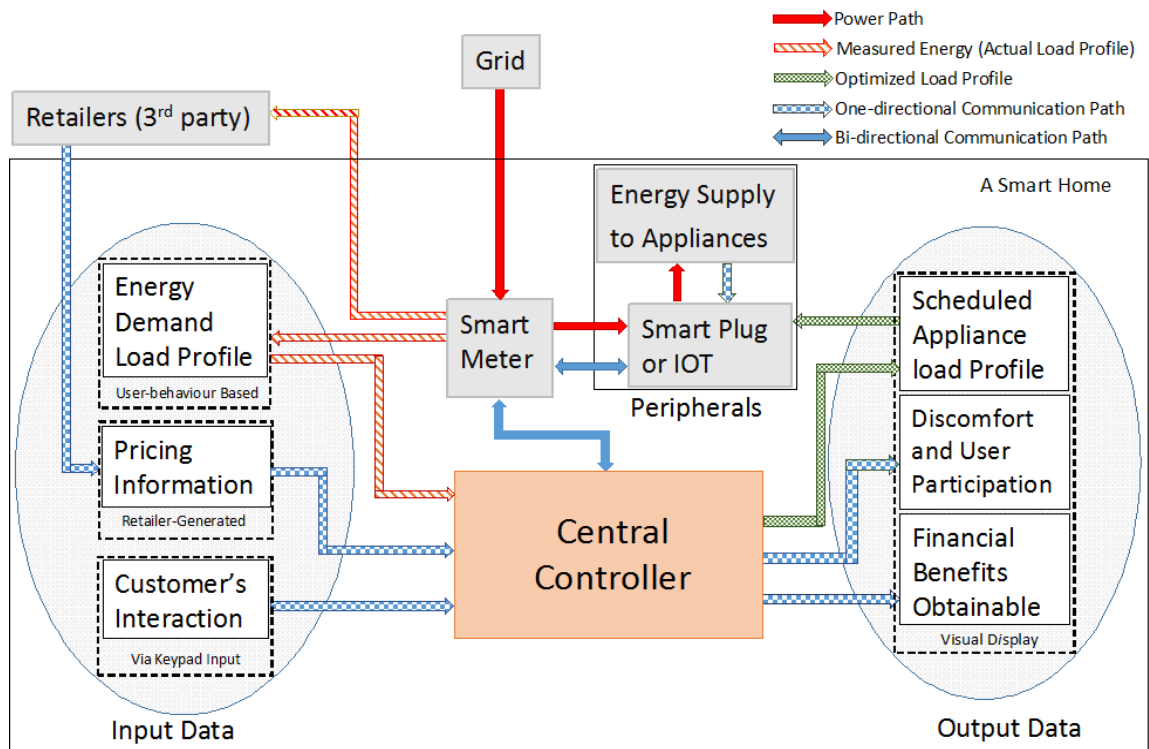 Power Path
Measured Energy (Actual Load Profile)
Optimized Load Profile
One-directional Communication Path
Bi-directional Communication Path
Grid
Retailers (3rd party)
A Smart Home
Energy Supply
to Appliances
Smart Plug
or IOT
Peripherals
Smart
Meter
Energy
Demand
Load Profile
User-behaviour Based
Pricing
Information
Retailer-Generated
Customer's
Interaction
Via Keypad Input
Input Data
Central
Controller
Scheduled
Appliance
load Profile
Discomfort
and User
Participation
Financial
Benefits
Obtainable
Visual Display
Output Data